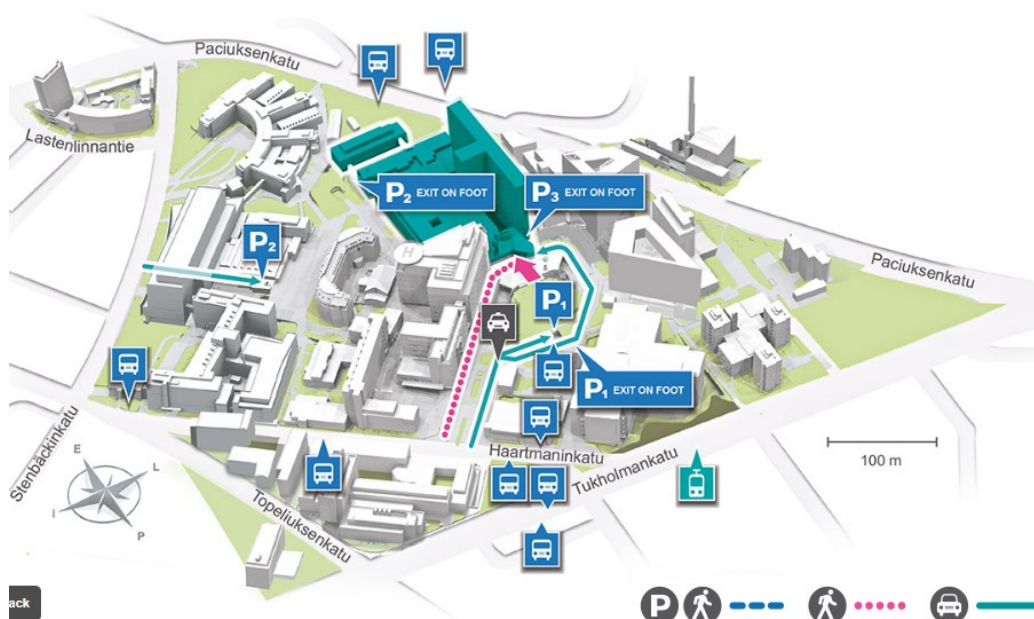 Paciuksenkatu
Lastenlinnantie
P2 EXIT ON FOOT
P3 EXIT ON FOOT
P2
H
Paciuksenkatu
P1
P1 EXIT ON FOOT
Stenbäckinkatu
Haartmaninkatu
Tukholmankatu
100 m
E
L
I
P
Topeliuksenkatu
ack
P